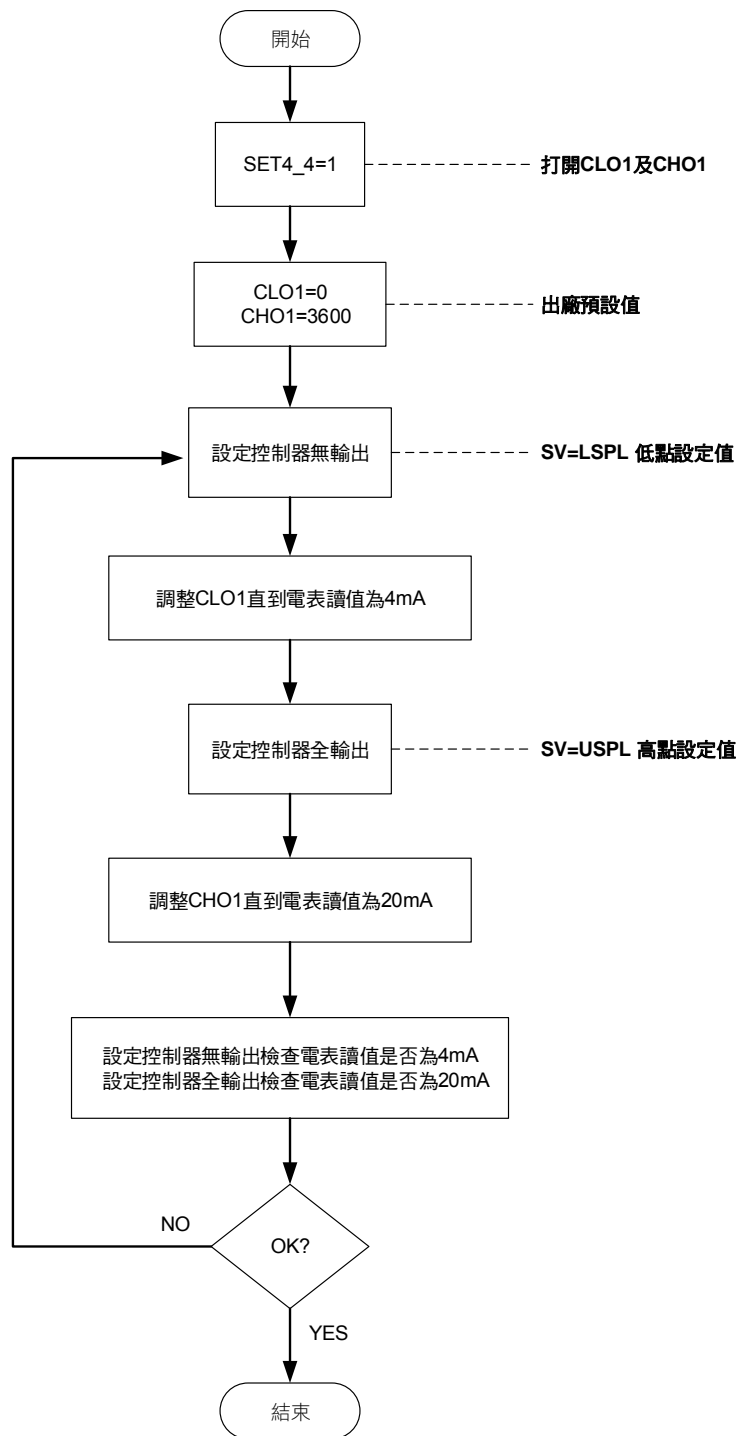 開始
SET4_4=1
打開CLO1及CHO1
CLO1=0
CHO1=3600
出廠預設值
設定控制器無輸出
SV=LSPL 低點設定值
調整CLO1直到電表讀值為4mA
設定控制器全輸出
SV=USPL 高點設定值
調整CHO1直到電表讀值為20mA
設定控制器無輸出檢查電表讀值是否為4mA
設定控制器全輸出檢查電表讀值是否為20mA
NO
OK?
YES
結束